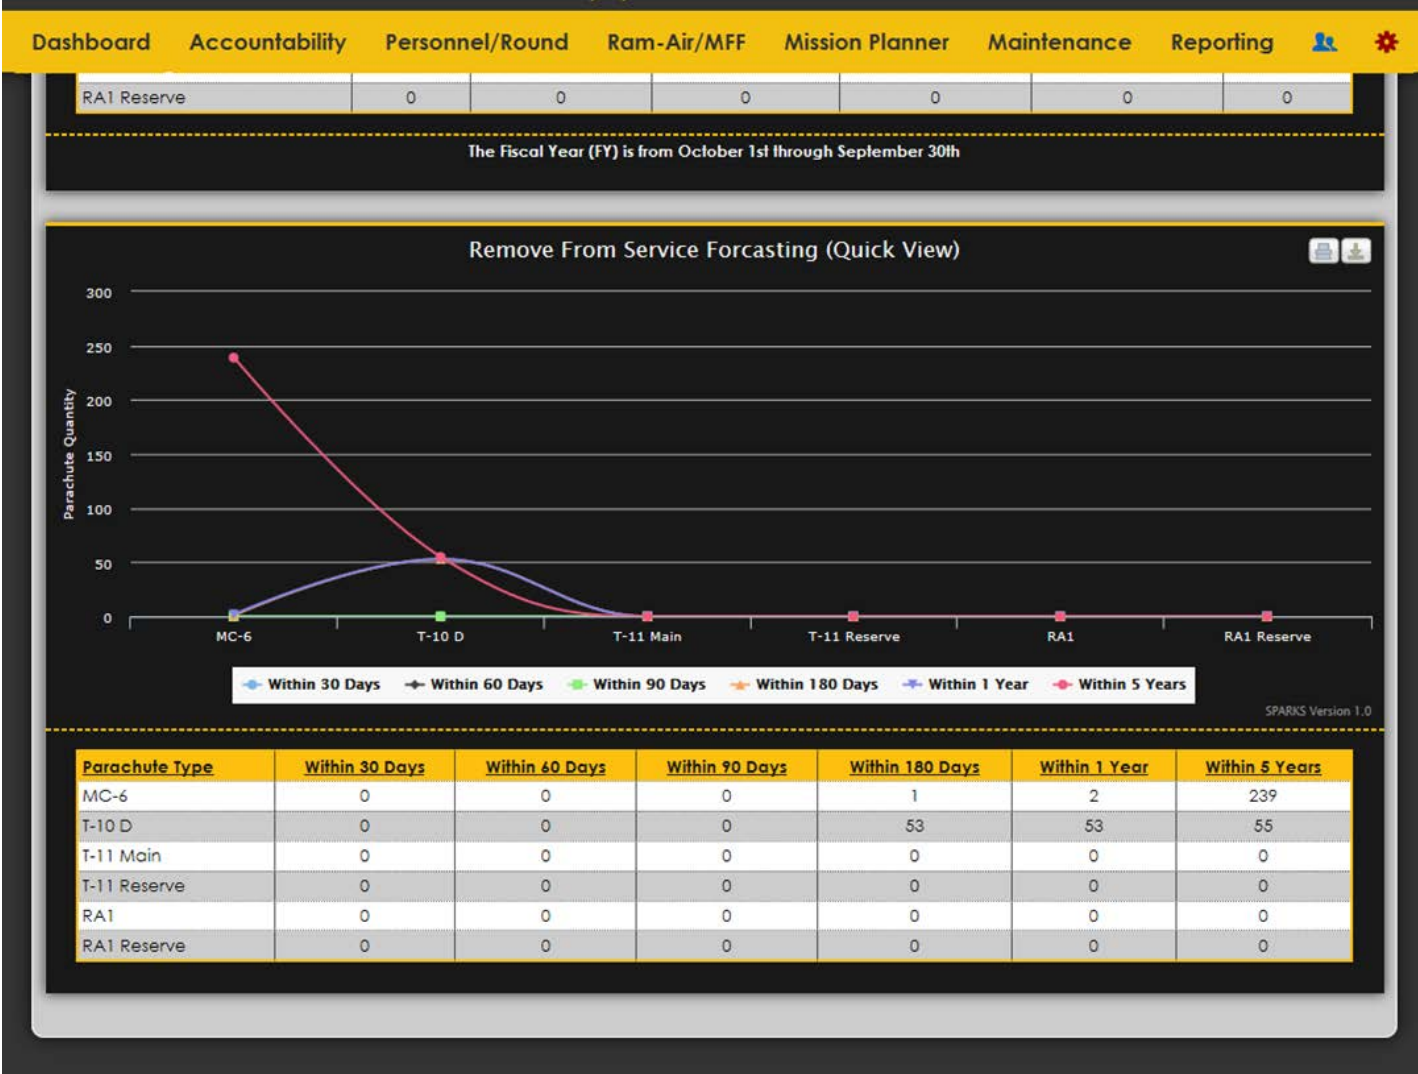 Dashboard Accountability Personnel/Round Ram-Air/MFF Mission Planner Maintenance Reporting
RA1 Reserve 0 0 0 0 0 0
The Fiscal Year (FY) is from October 1st through September 30th
Remove From Service Forcasting (Quick View)
Parachute Quantity
300
250
200
150
100
50
0
MC-6 T-10 D T-11 Main T-11 Reserve RA1 RA1 Reserve
Within 30 Days Within 60 Days Within 90 Days Within 180 Days Within 1 Year Within 5 Years
SPARKS Version 1.0
Parachute Type Within 30 Days Within 60 Days Within 90 Days Within 180 Days Within 1 Year Within 5 Years
MC-6 0 0 0 1 2 239
T-10 D 0 0 0 53 53 55
T-11 Main 0 0 0 0 0 0
T-11 Reserve 0 0 0 0 0 0
RA1 0 0 0 0 0 0
RA1 Reserve 0 0 0 0 0 0